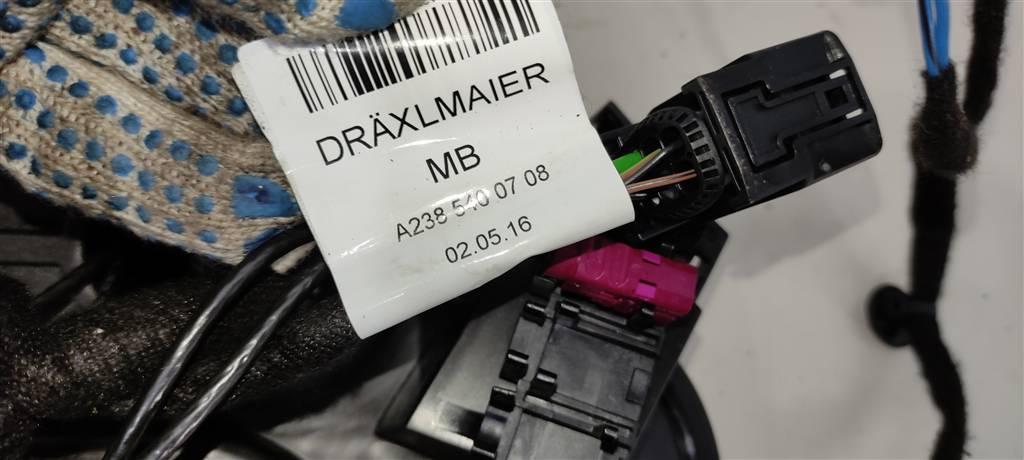 DRÄXLMAIER
MB
A238 540 07 08
02.05.16